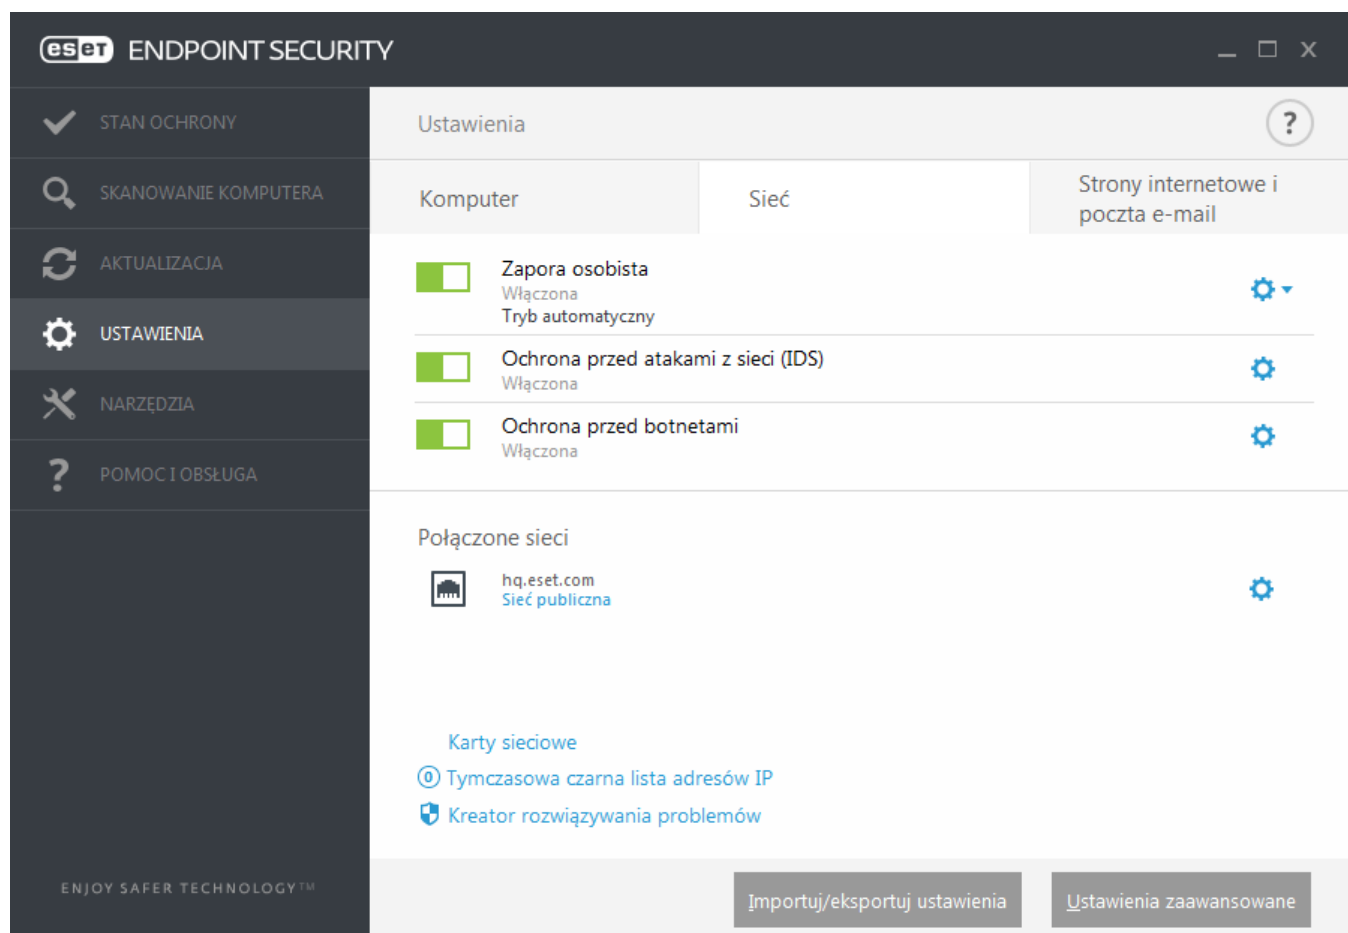 eset ENDPOINT SECURITY
STAN OCHRONY
SKANOWANIE KOMPUTERA
AKTUALIZACJA
USTAWIENIA
NARZĘDZIA
POMOC I OBSŁUGA
ENJOY SAFER TECHNOLOGY™
Ustawienia
?
Komputer
Sieć
Strony internetowe i
poczta e-mail
Zapora osobista
Włączona
Tryb automatyczny
Ochrona przed atakami z sieci (IDS)
Włączona
Ochrona przed botnetami
Włączona
Połączone sieci
hq.eset.com
Sieć publiczna
Karty sieciowe
0 Tymczasowa czarna lista adresów IP
Kreator rozwiązywania problemów
Importuj/eksportuj ustawienia
Ustawienia zaawansowane